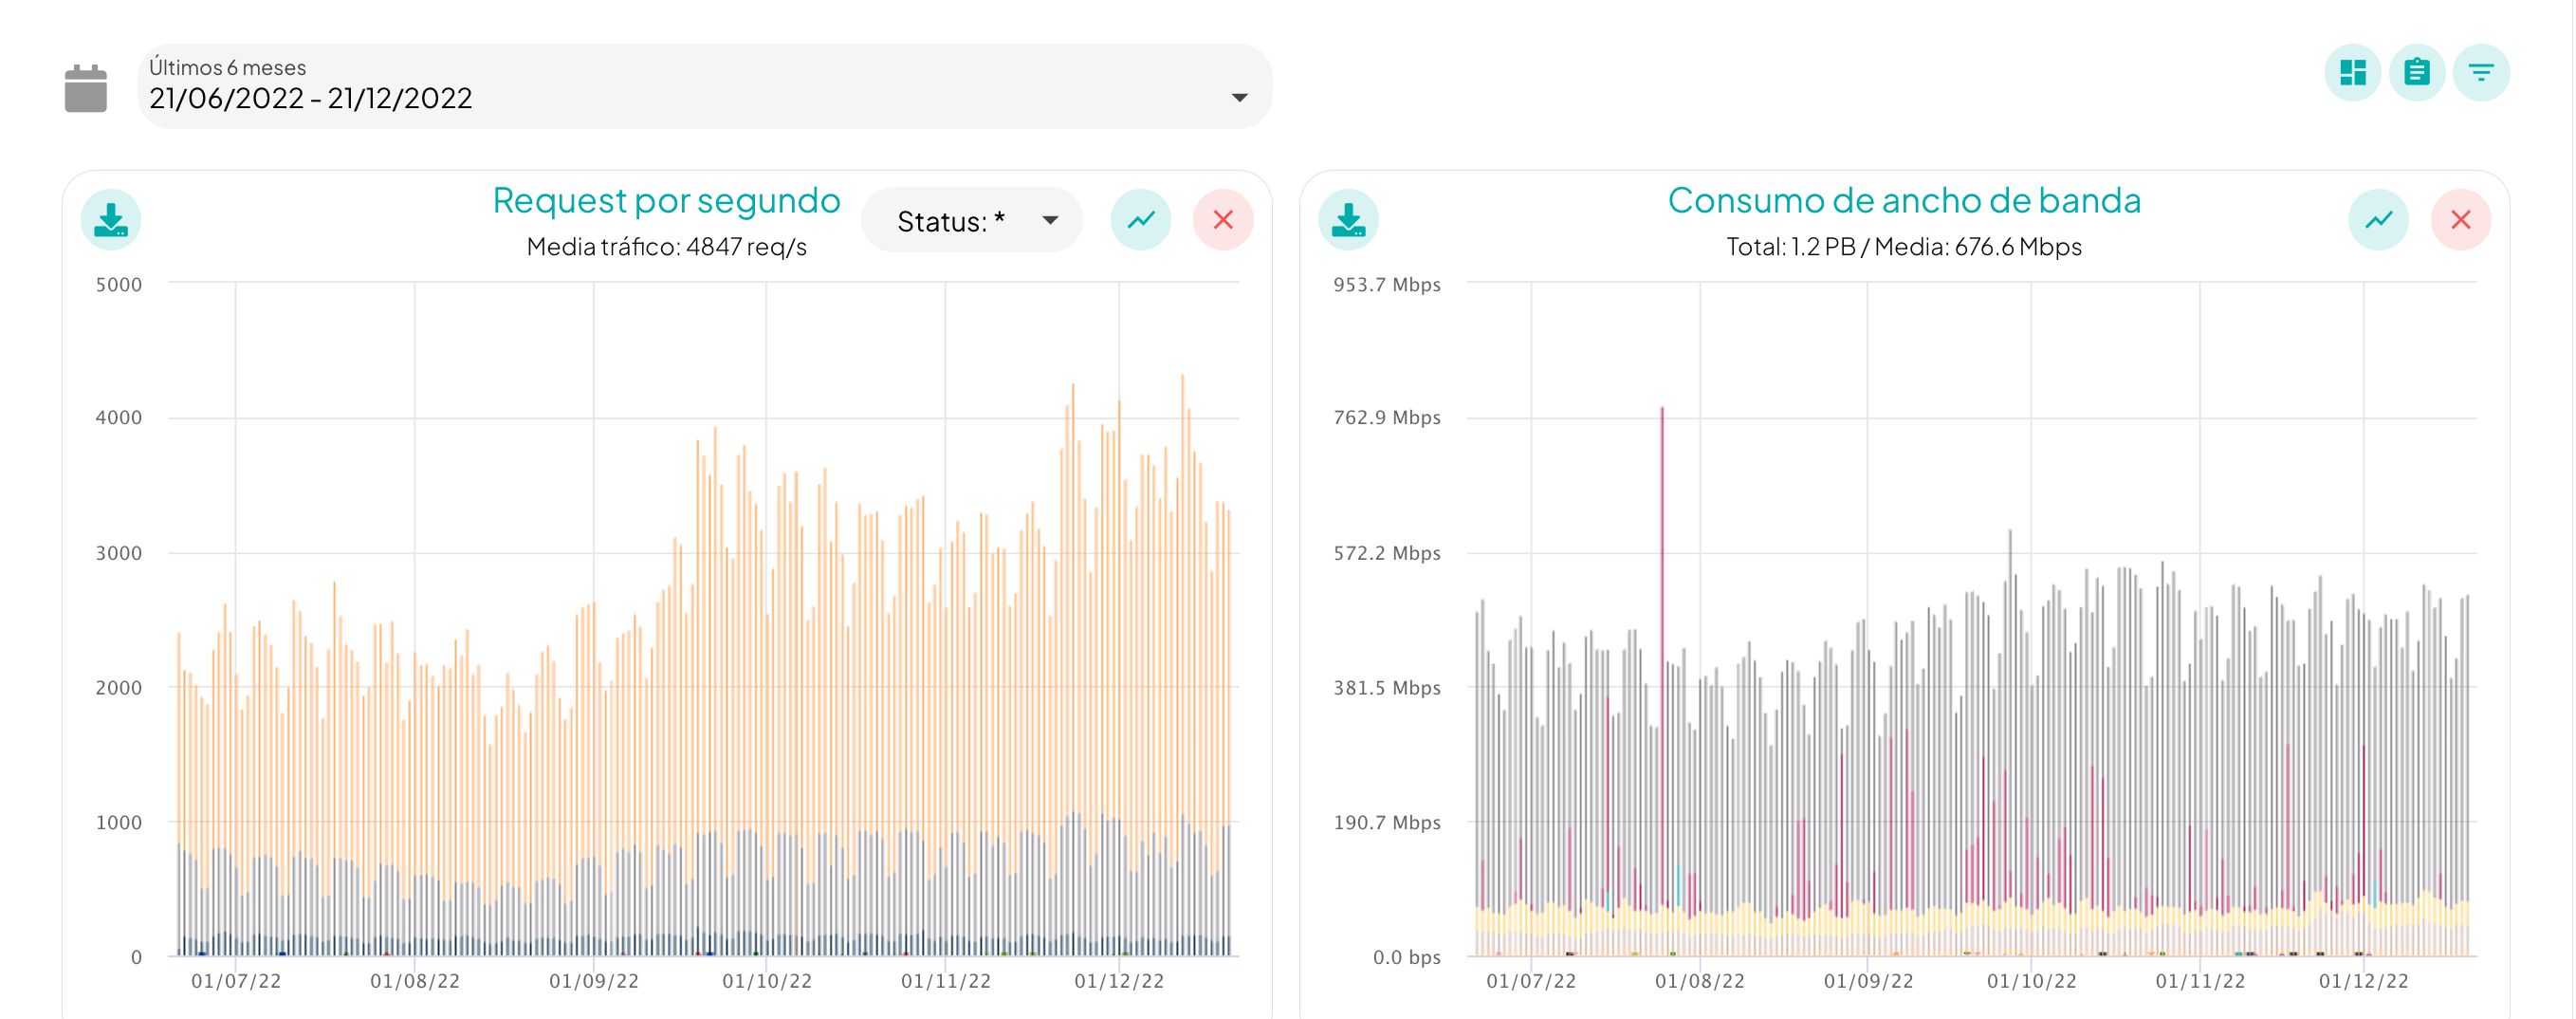 Últimos 6 meses
21/06/2022 - 21/12/2022
Request por segundo
Media tráfico: 4847 req/s
Status: *
5000
4000
3000
2000
1000
0
01/07/22
01/08/22
01/09/22
01/10/22
01/11/22
01/12/22
Consumo de ancho de banda
Total: 1.2 PB / Media: 676.6 Mbps
953.7 Mbps
762.9 Mbps
572.2 Mbps
381.5 Mbps
190.7 Mbps
0.0 bps
01/07/22
01/08/22
01/09/22
01/10/22
01/11/22
01/12/22